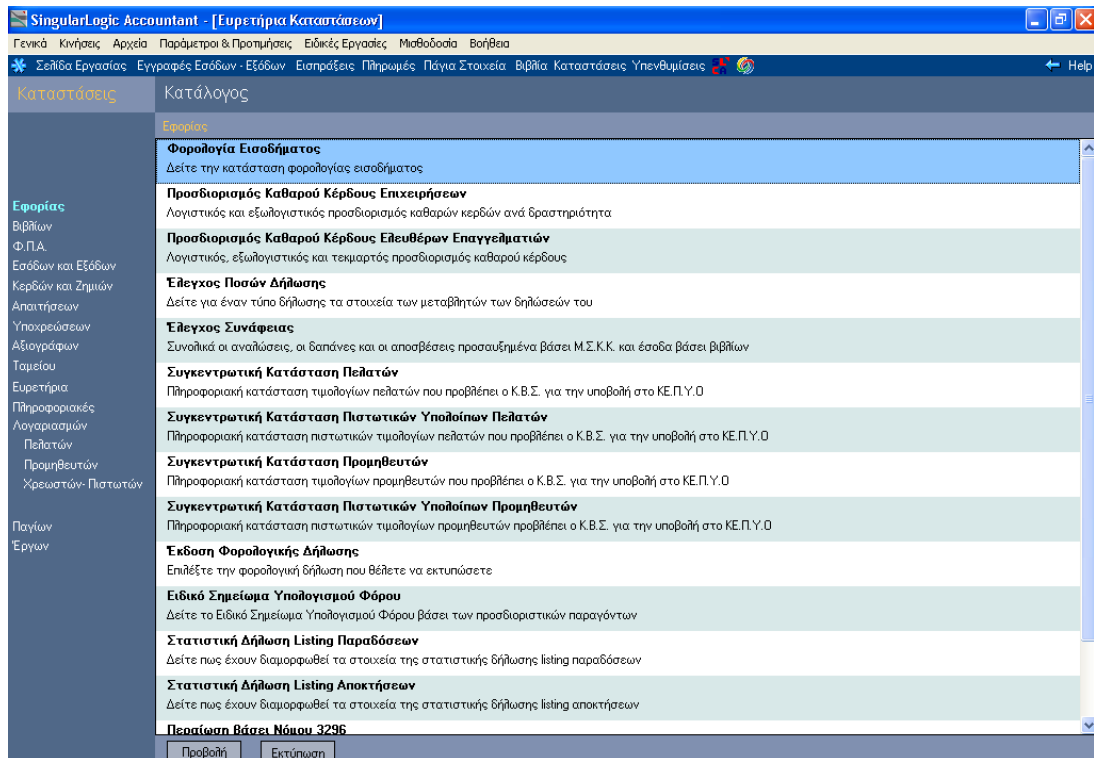 SingularLogic Accountant - [Ευρετήρια Καταστάσεων]
Γενικά Κινήσεις Αρχεία Παράμετροι & Προτιμήσεις Ειδικές Εργασίες Μισθοδοσία Βοήθεια
Σελίδα Εργασίας Εγγραφές Εσόδων - Εξόδων Εισπράξεις Πληρωμές Πάγια Στοιχεία Βιβλία Καταστάσεις Υπενθυμίσεις Help
Καταστάσεις
Κατάλογος
Εφορίας
Βιβλίων
Φ.Π.Α.
Εσόδων και Εξόδων
Κερδών και Ζημιών
Απαιτήσεων
Υποχρεώσεων
Αξιογράφων
Ταμείου
Ευρετήρια
Πληροφοριακές
Λογαριασμών
Πελατών
Προμηθευτών
Χρεωστών- Πιστωτών
Παγίων
Έργων
Εφορίας
Φορολογία Εισοδήματος
Δείτε την κατάσταση φορολογίας εισοδήματος
Προσδιορισμός Καθαρού Κέρδους Επιχειρήσεων
Λογιστικός και εξωλογιστικός προσδιορισμός καθαρών κερδών ανά δραστηριότητα
Προσδιορισμός Καθαρού Κέρδους Ελευθέρων Επαγγελματιών
Λογιστικός, εξωλογιστικός και τεκμαρτός προσδιορισμός καθαρού κέρδους
Έλεγχος Ποσών Δήλωσης
Δείτε για έναν τύπο δήλωσης τα στοιχεία των μεταβλητών των δηλώσεών του
Έλεγχος Συνάφειας
Συνολικά οι αναλώσεις, οι δαπάνες και οι αποσβέσεις προσαυξημένα βάσει Μ.Σ.Κ.Κ. και έσοδα βάσει βιβλίων
Συγκεντρωτική Κατάσταση Πελατών
Πληροφοριακή κατάσταση τιμολογίων πελατών που προβλέπει ο Κ.Β.Σ. για την υποβολή στο ΚΕ.Π.Υ.Ο
Συγκεντρωτική Κατάσταση Πιστωτικών Υπολοίπων Πελατών
Πληροφοριακή κατάσταση πιστωτικών τιμολογίων πελατών που προβλέπει ο Κ.Β.Σ. για την υποβολή στο ΚΕ.Π.Υ.Ο
Συγκεντρωτική Κατάσταση Προμηθευτών
Πληροφοριακή κατάσταση τιμολογίων προμηθευτών που προβλέπει ο Κ.Β.Σ. για την υποβολή στο ΚΕ.Π.Υ.Ο
Συγκεντρωτική Κατάσταση Πιστωτικών Υπολοίπων Προμηθευτών
Πληροφοριακή κατάσταση πιστωτικών τιμολογίων προμηθευτών προβλέπει ο Κ.Β.Σ. για την υποβολή στο ΚΕ.Π.Υ.Ο
Έκδοση Φορολογικής Δήλωσης
Επιλέξτε την φορολογική δήλωση που θέλετε να εκτυπώσετε
Ειδικό Σημείωμα Υπολογισμού Φόρου
Δείτε το Ειδικό Σημείωμα Υπολογισμού Φόρου βάσει των προσδιοριστικών παραγόντων
Στατιστική Δήλωση Listing Παραδόσεων
Δείτε πως έχουν διαμορφωθεί τα στοιχεία της στατιστικής δήλωσης listing παραδόσεων
Στατιστική Δήλωση Listing Αποκτήσεων
Δείτε πως έχουν διαμορφωθεί τα στοιχεία της στατιστικής δήλωσης listing αποκτήσεων
Περαίωση Βάσει Νόμου 3296
Προβολή Εκτύπωση